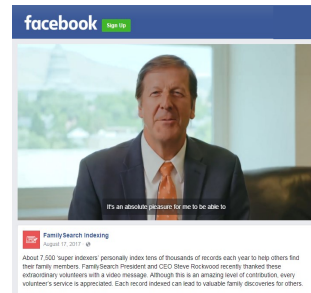 facebook Sign Up
It's an absolute pleasure for me to be able to
FamilySearch Indexing
August 17, 2017 ·
About 7,500 'super indexers' personally index tens of thousands of records each year to help others find
their family members. FamilySearch President and CEO Steve Rockwood recently thanked these
extraordinary volunteers with a video message. Although this is an amazing level of contribution, every
volunteer's service is appreciated. Each record indexed can lead to valuable family discoveries for others.